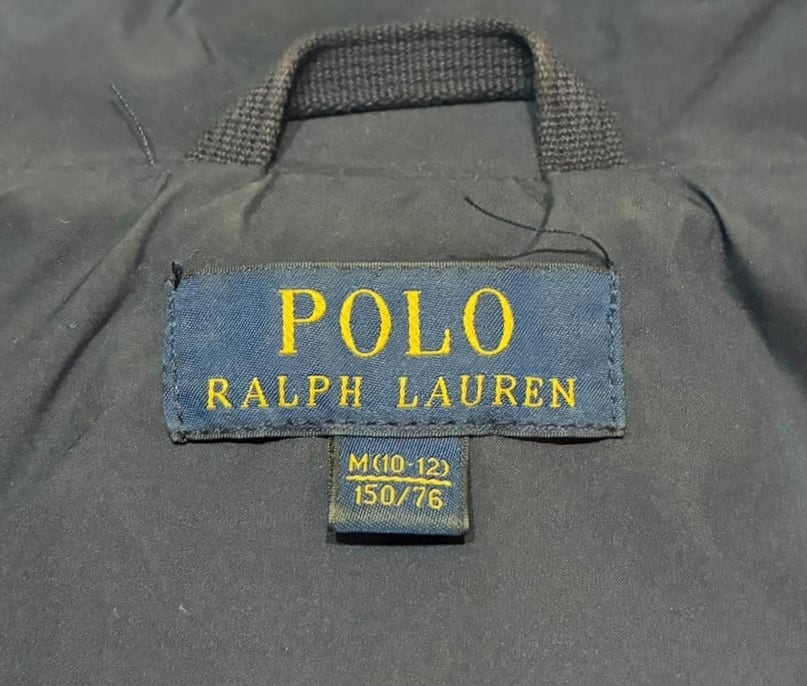 POLO
RALPH LAUREN
M(10-12)
150/76